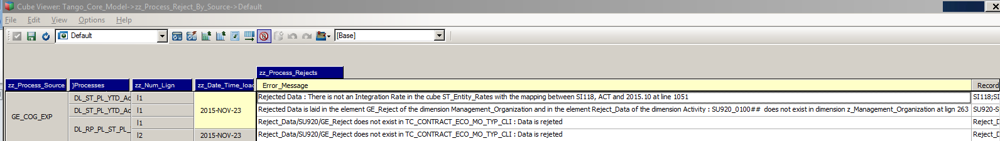 Cube Viewer: Tango_Core_Model->zz_Process_Reject_By_Source->Default
File Edit View Options Help
Default [Base]
zz_Process_Rejects
zz_Process_Source }Processes zz_Num_Lign zz_Date_Time_load Error_Message Record
GE_COG_EXP DL_ST_PL_YTD_Ac l1 2015-NOV-23 Rejected Data : There is not an Integration Rate in the cube ST_Entity_Rates with the mapping between SI118, ACT and 2015.10 at line 1051 SI118;SI
DL_ST_PL_YTD_Ac l1 Rejected Data is laid in the element GE_Reject of the dimension Management_Organization and in the element Reject_Data of the dimension Activity : SU920_0100## does not exist in dimension z_Management_Organization at lign 263 SU920-S
DL_RP_PL_ST_PL_ l1 Reject_Data/SU920/GE_Reject does not exist in TC_CONTRACT_ECO_MO_TYP_CLI : Data is rejeted Reject_D
l2 2015-NOV-23 Reject_Data/SU920/GE_Reject does not exist in TC_CONTRACT_ECO_MO_TYP_CLI : Data is rejeted Reject_D